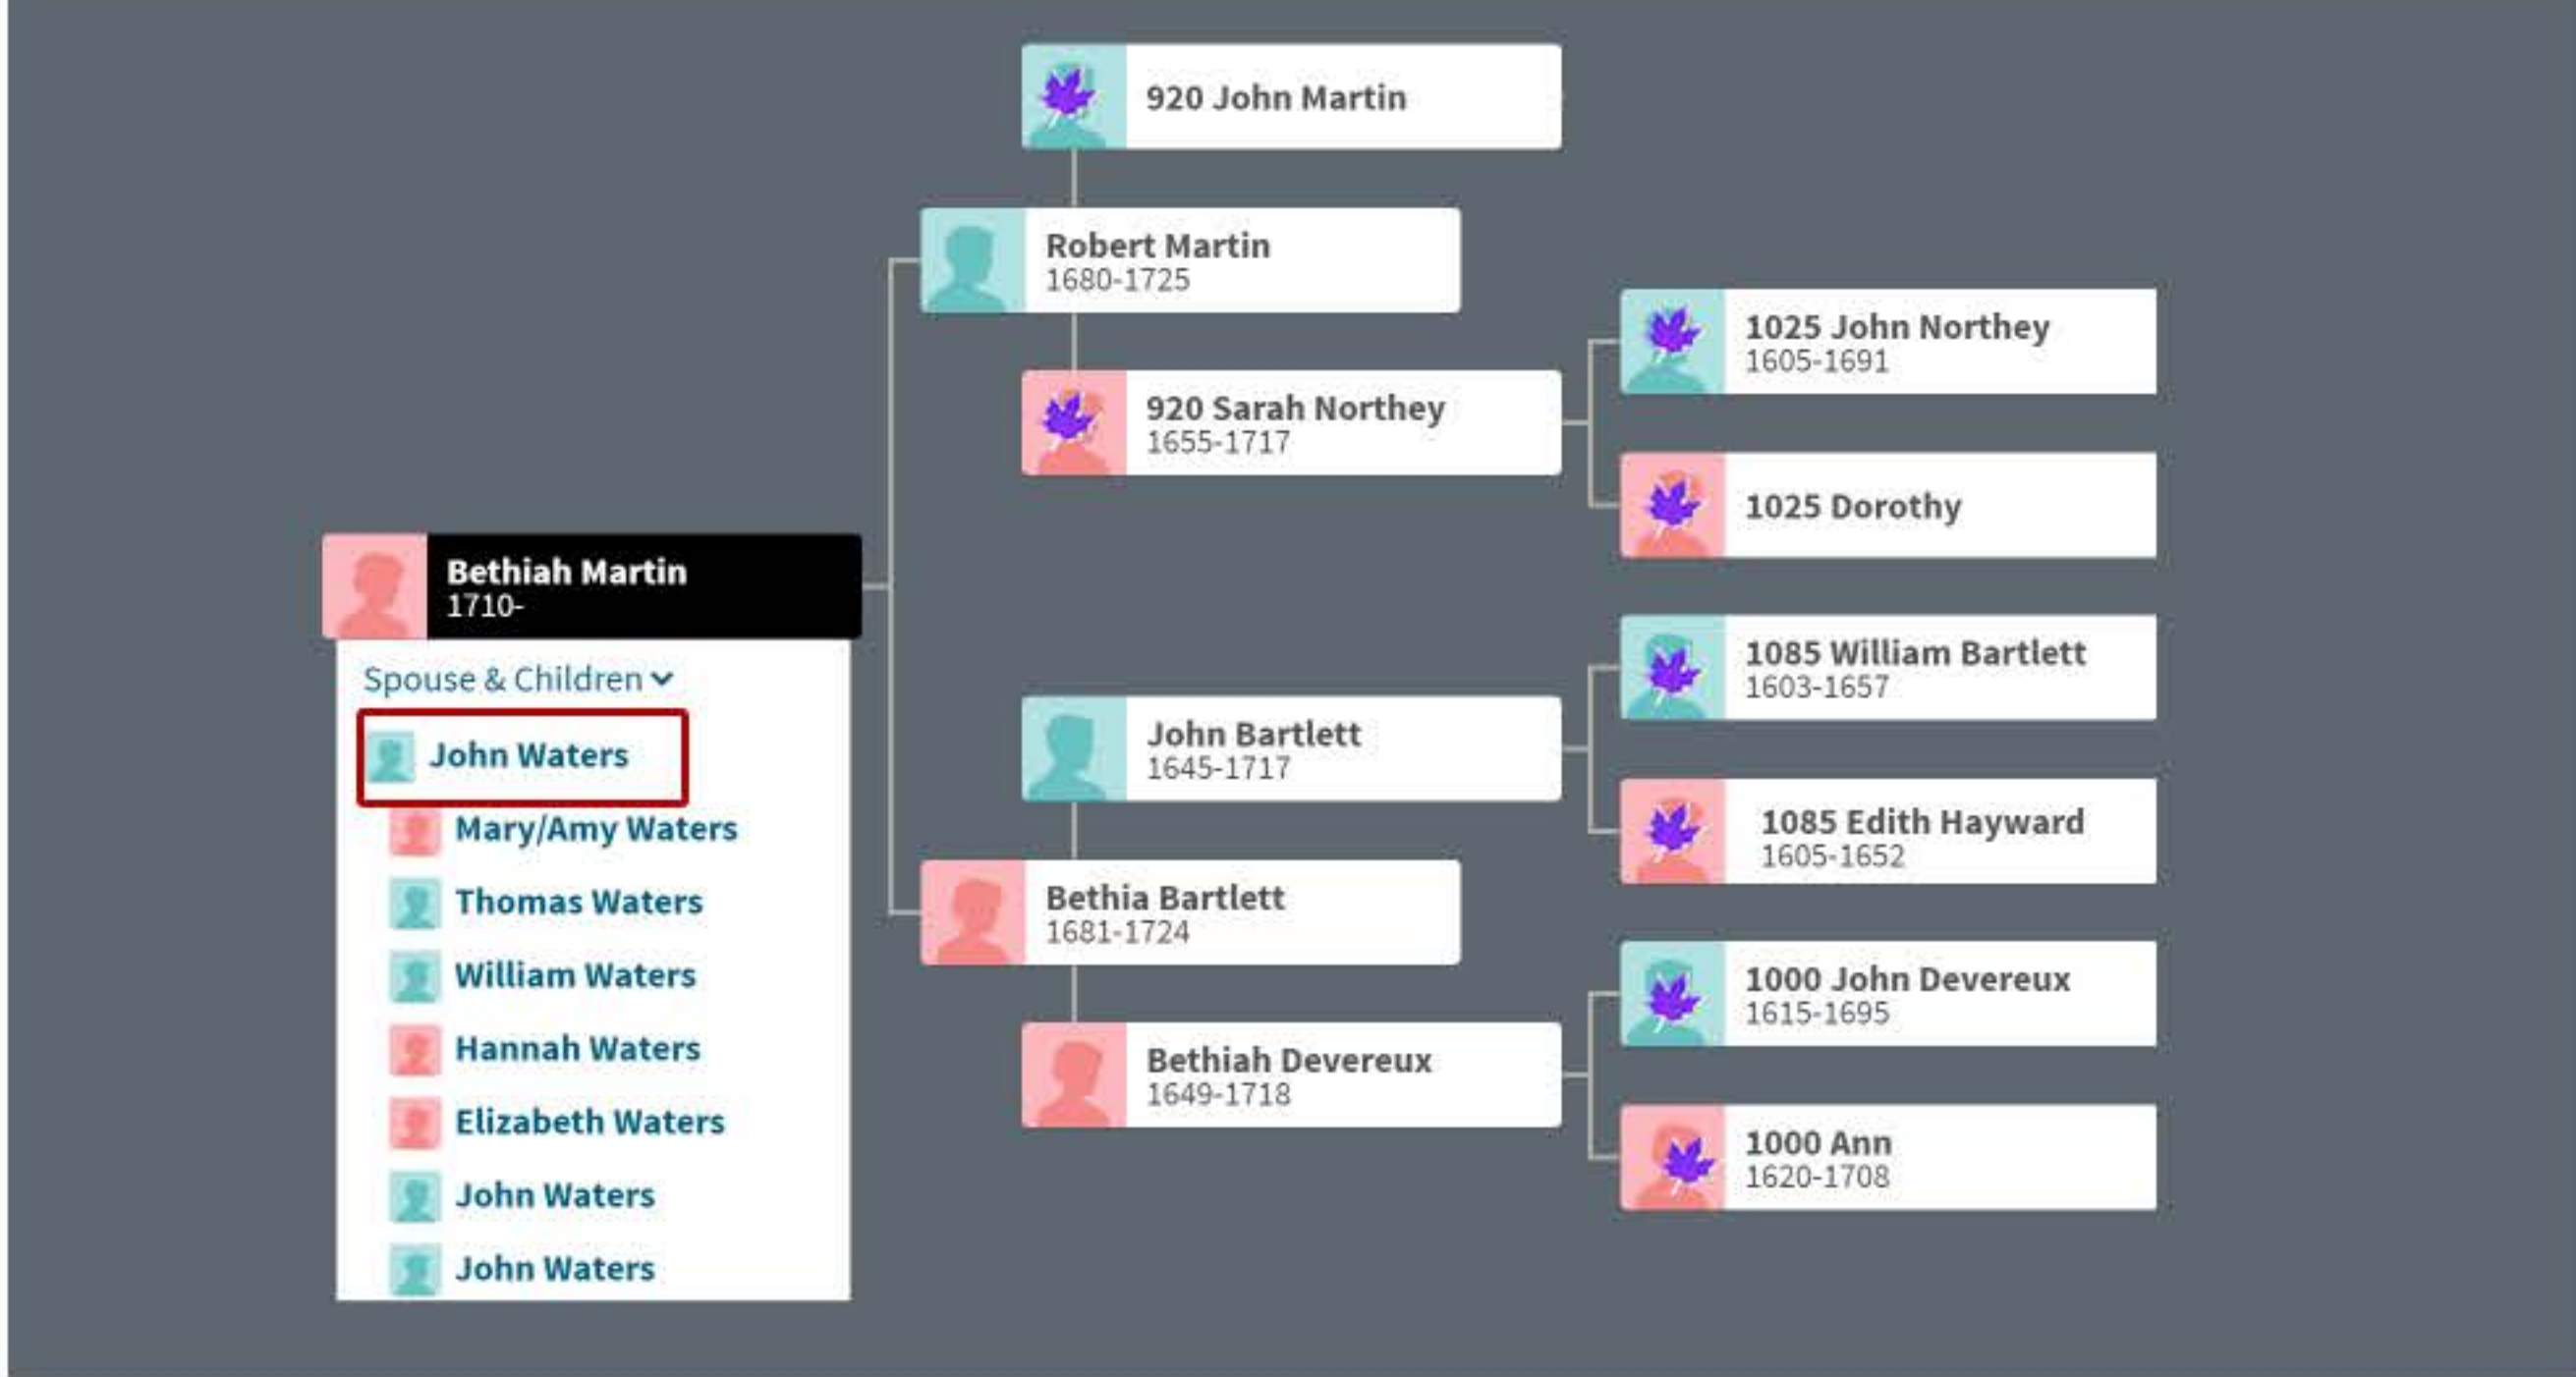 920 John Martin
Robert Martin
1680-1725
920 Sarah Northey
1655-1717
1025 John Northey
1605-1691
1025 Dorothy
Bethiah Martin
1710-
Spouse & Children
John Waters
Mary/Amy Waters
Thomas Waters
William Waters
Hannah Waters
Elizabeth Waters
John Waters
John Waters
John Bartlett
1645-1717
Bethia Bartlett
1681-1724
Bethiah Devereux
1649-1718
1085 William Bartlett
1603-1657
1085 Edith Hayward
1605-1652
1000 John Devereux
1615-1695
1000 Ann
1620-1708